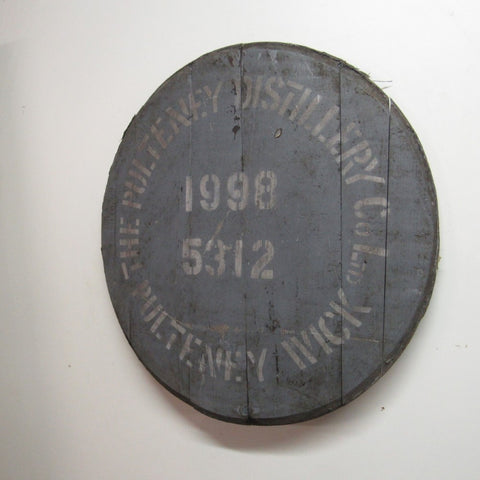 THE PULTENEY DISTILLERY Co LTD
1998
5312
PULTENEY WICK